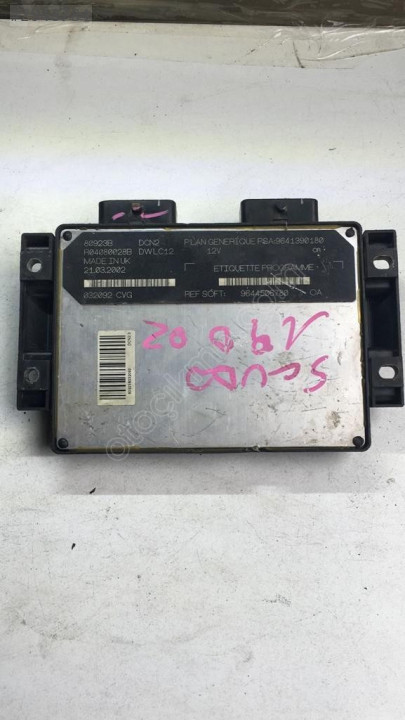 80923B DCN2 PLAN GENERIQUE PSA:9641390180
R04080028B DWLC12 12V
MADE IN UK
21.03.2002 ETIQUETTE PROGRAMME
032092 CVG REF SOFT: CIA
SCUDO
1.9 D 02